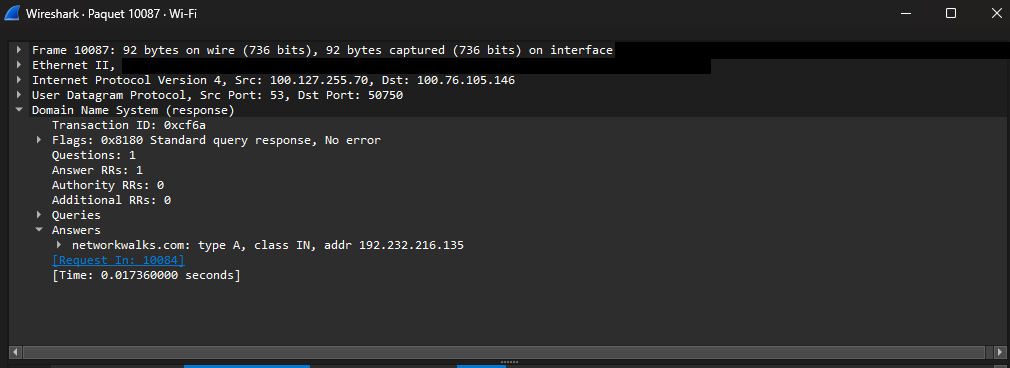 Wireshark · Paquet 10087 · Wi-Fi
Frame 10087: 92 bytes on wire (736 bits), 92 bytes captured (736 bits) on interface
Ethernet II,
Internet Protocol Version 4, Src: 100.127.255.70, Dst: 100.76.105.146
User Datagram Protocol, Src Port: 53, Dst Port: 50750
Domain Name System (response)
Transaction ID: 0xcf6a
Flags: 0x8180 Standard query response, No error
Questions: 1
Answer RRs: 1
Authority RRs: 0
Additional RRs: 0
Queries
Answers
networkwalks.com: type A, class IN, addr 192.232.216.135
[Request In: 10084]
[Time: 0.017360000 seconds]